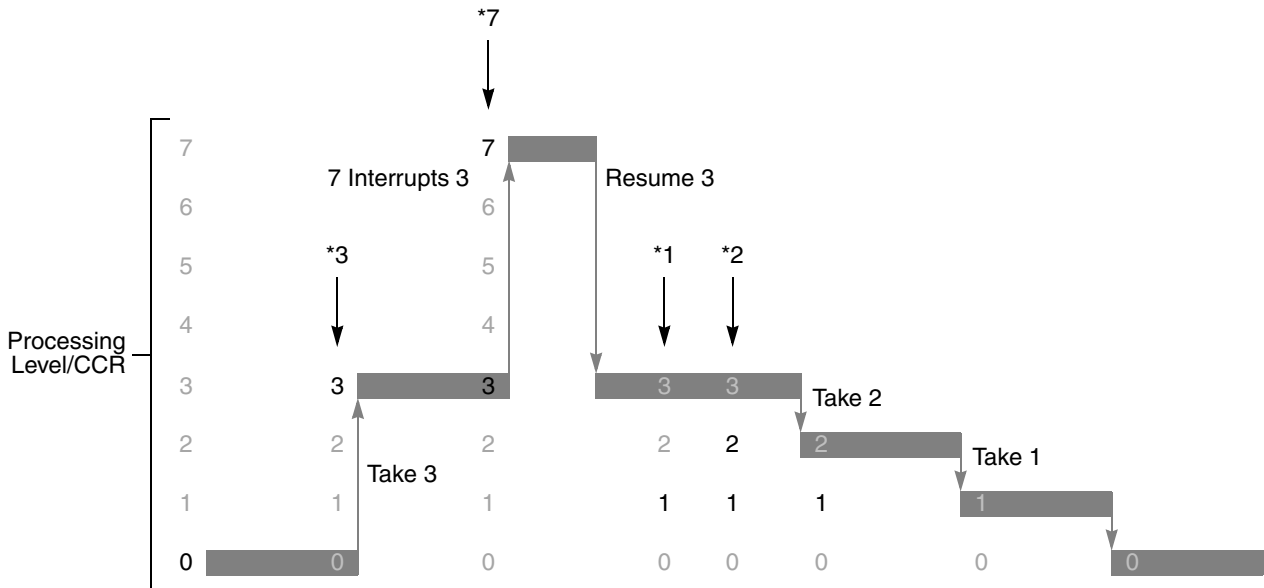 *7
7 7
7 Interrupts 3 Resume 3
6 6
*3 *1 *2
5 5
4 4
Processing
Level/CCR
3 3 3 3 3
Take 2
2 2 2 2 2 2
Take 1
Take 3
1 1 1 1 1 1 1
0 0 0 0 0 0 0 0